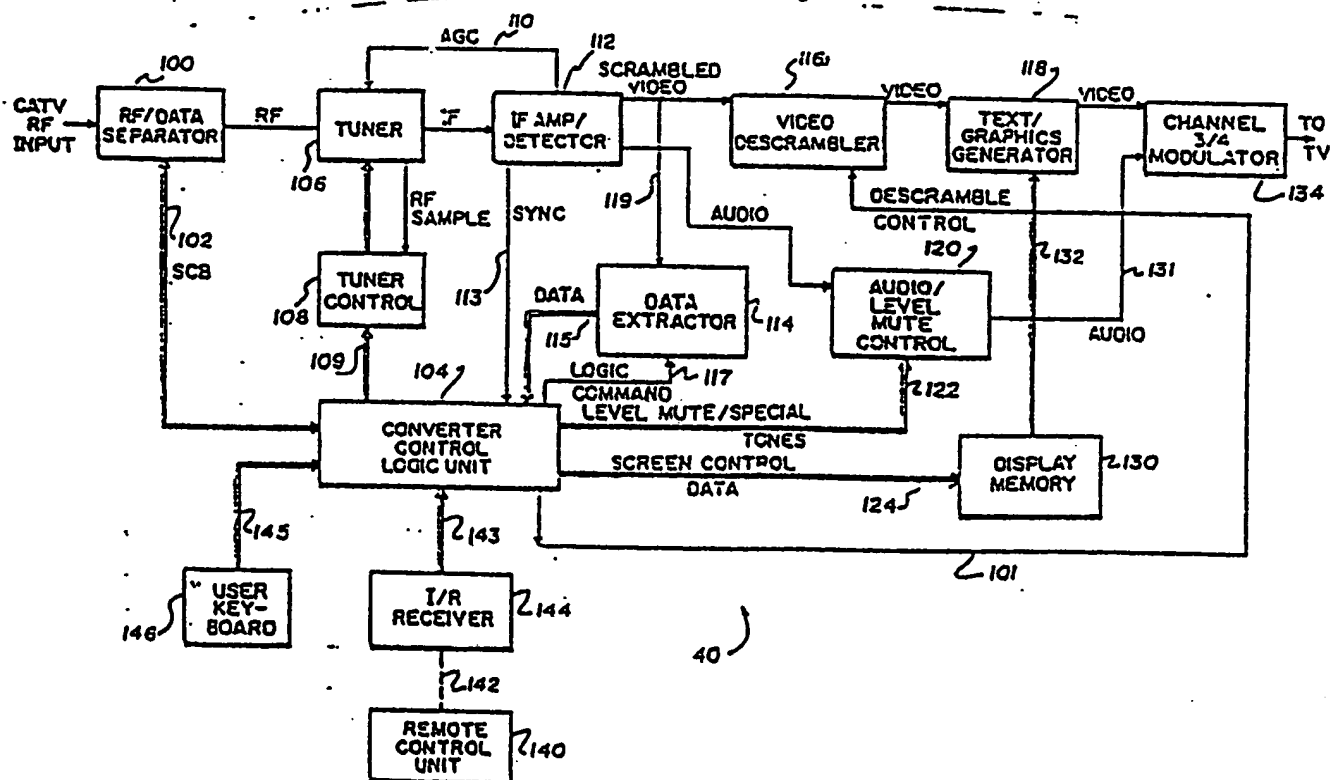 110
AGC
112
100
SCRAMBLED
VIDEO
116
118
CATV
RF
INPUT
RF/DATA
SEPARATOR
RF
TUNER
IF
IF AMP/
DETECTOR
VIDEO
DESCRAMBLER
VIDEO
TEXT/
GRAPHICS
GENERATOR
VIDEO
CHANNEL
3/4
MODULATOR
TO
TV
134
106
RF
SAMPLE
SYNC
119
AUDIO
DESCRAMBLE
CONTROL
102
SCB
108
TUNER
CONTROL
113
DATA
115
DATA
EXTRACTOR
114
120
AUDIO/
LEVEL
MUTE
CONTROL
132
131
AUDIO
109
104
LOGIC
COMMAND
117
122
CONVERTER
CONTROL
LOGIC UNIT
LEVEL MUTE/SPECIAL
TONES
SCREEN CONTROL
DATA
124
DISPLAY
MEMORY
130
145
143
101
146
USER
KEY-
BOARD
I/R
RECEIVER
144
40
142
REMOTE
CONTROL
UNIT
140